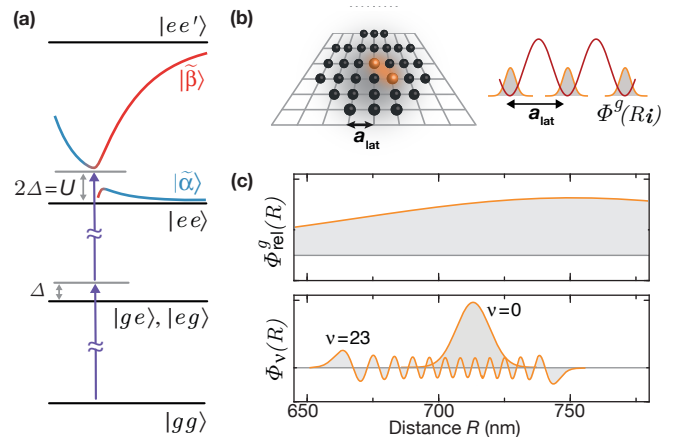 (a)
|ee′⟩
|β̃⟩
|α̃⟩
2Δ=U
|ee⟩
Δ
|ge⟩, |eg⟩
|gg⟩
(b)
a_lat
a_lat
Φ^g(Ri)
(c)
Φ^g_rel(R)
Φ_ν(R)
ν=23
ν=0
650 700 750
Distance R (nm)